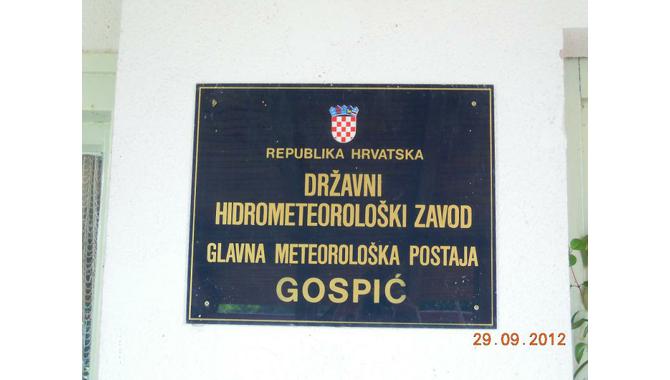 REPUBLIKA HRVATSKA
DRŽAVNI
HIDROMETEOROLOŠKI ZAVOD
GLAVNA METEOROLOŠKA POSTAJA
GOSPIĆ
29.09.2012